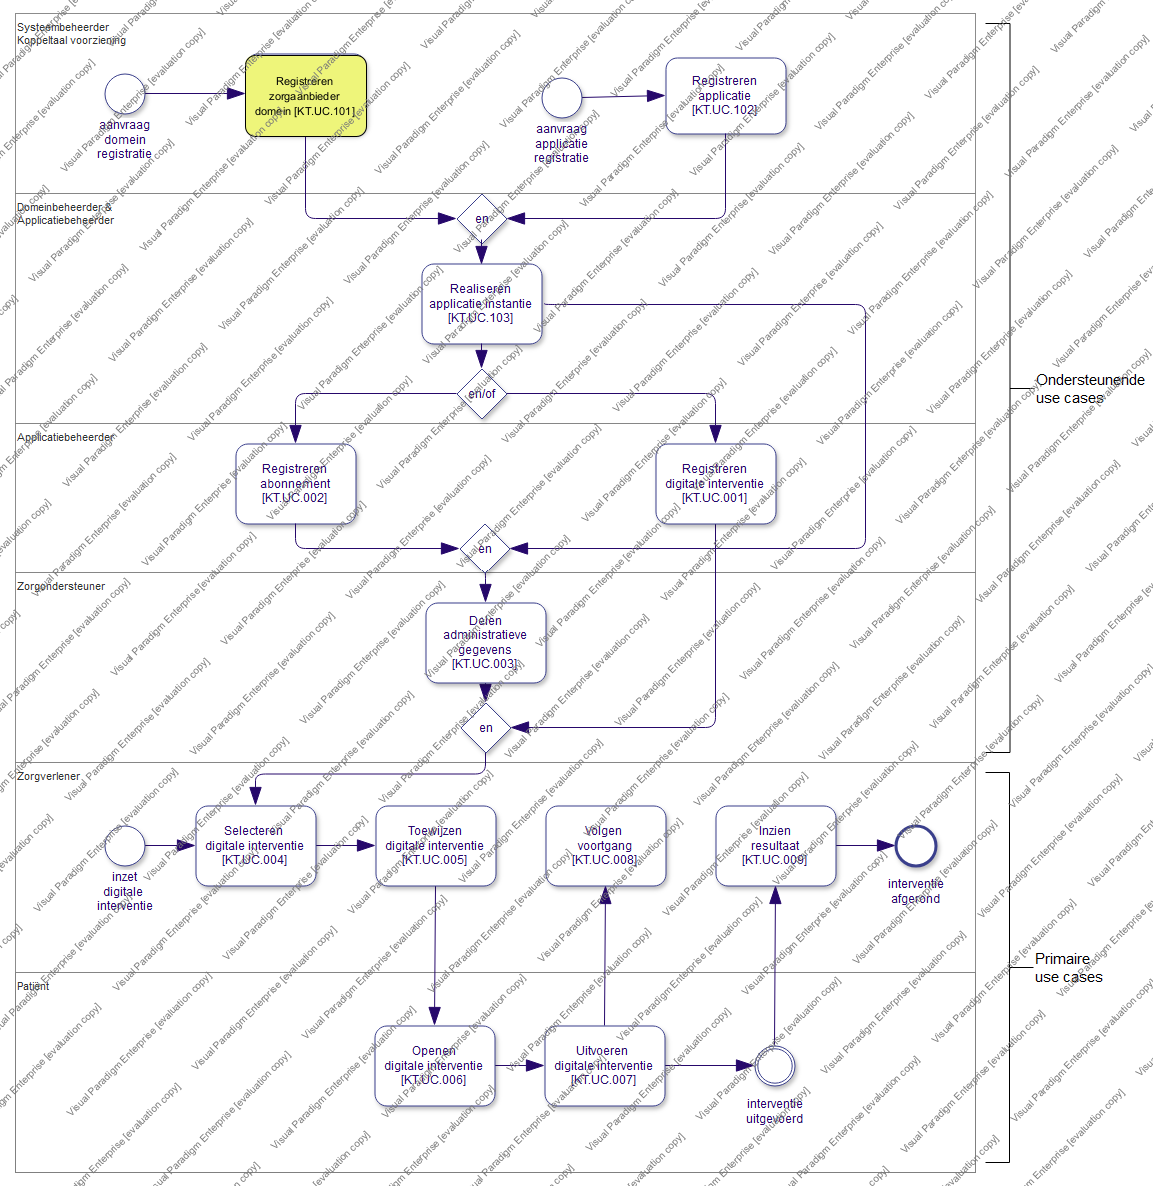 Systeembeheerder
Koppeltaal voorziening
aanvraag
domein
registratie
Registreren
zorgaanbieder
domein [KT.UC.101]
aanvraag
applicatie
registratie
Registreren
applicatie
[KT.UC.102]
Domeinbeheerder &
Applicatiebeheerder
en
Realiseren
applicatie instantie
[KT.UC.103]
en/of
Applicatiebeheerder
Registreren
abonnement
[KT.UC.002]
Registreren
digitale interventie
[KT.UC.001]
en
Zorgondersteuner
Delen
administratieve
gegevens
[KT.UC.003]
en
Ondersteunende
use cases
Zorgverlener
inzet
digitale
interventie
Selecteren
digitale interventie
[KT.UC.004]
Toewijzen
digitale interventie
[KT.UC.005]
Volgen
voortgang
[KT.UC.008]
Inzien
resultaat
[KT.UC.009]
interventie
afgerond
Primaire
use cases
Patiënt
Openen
digitale interventie
[KT.UC.006]
Uitvoeren
digitale interventie
[KT.UC.007]
interventie
uitgevoerd
Visual Paradigm Enterprise [evaluation copy]